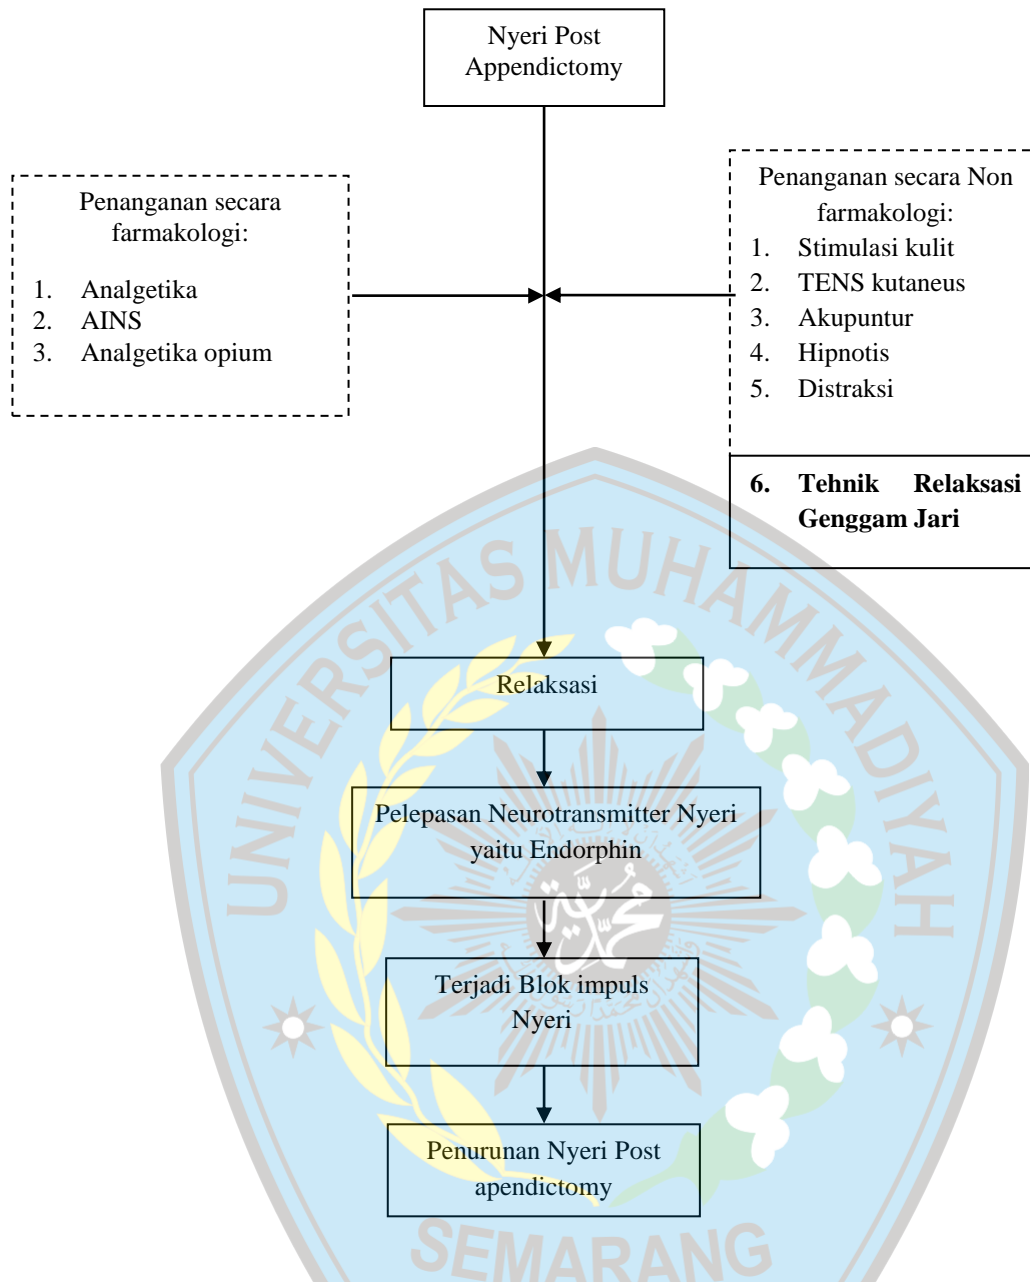 Nyeri Post
Appendictomy
Penanganan secara
farmakologi:
1. Analgetika
2. AINS
3. Analgetika opium
Penanganan secara Non
farmakologi:
1. Stimulasi kulit
2. TENS kutaneus
3. Akupuntur
4. Hipnotis
5. Distraksi
6. Tehnik Relaksasi
Genggam Jari
Relaksasi
Pelepasan Neurotransmitter Nyeri
yaitu Endorphin
Terjadi Blok impuls
Nyeri
Penurunan Nyeri Post
apendictomy
UNIVERSITAS MUHAMMADIYAH
SEMARANG